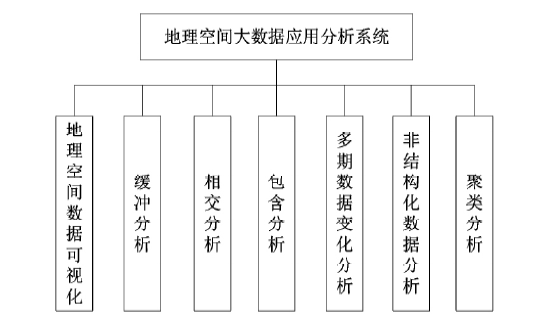 地理空间大数据应用分析系统
地理空间数据可视化
缓冲分析
相交分析
包含分析
多期数据变化分析
非结构化数据分析
聚类分析